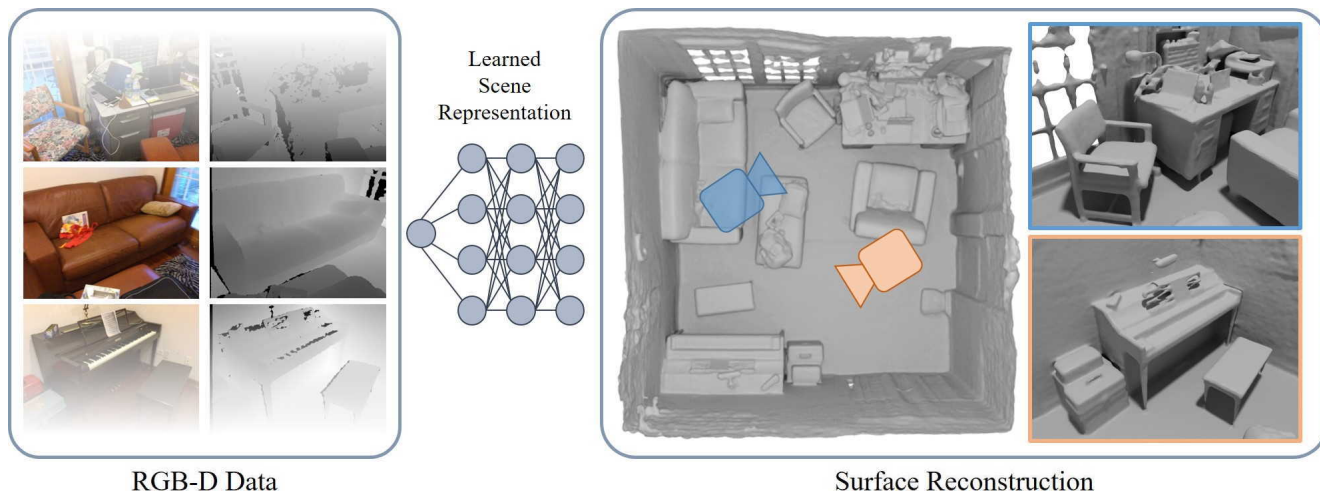 Learned
Scene
Representation
RGB-D Data
Surface Reconstruction